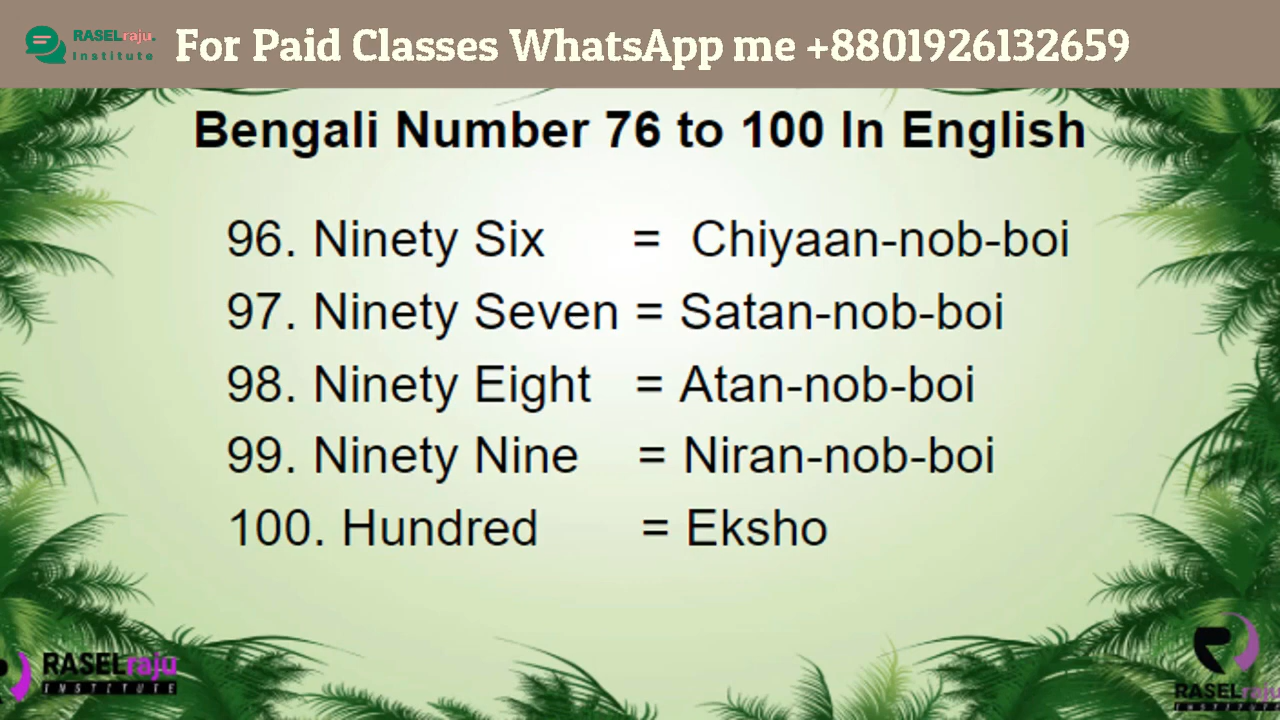 RASELraju.
Institute
For Paid Classes WhatsApp me +8801926132659
Bengali Number 76 to 100 In English
96. Ninety Six = Chiyaan-nob-boi
97. Ninety Seven = Satan-nob-boi
98. Ninety Eight = Atan-nob-boi
99. Ninety Nine = Niran-nob-boi
100. Hundred = Eksho
RASELraju
INSTITUTE
RASELraju
INSTITUTE